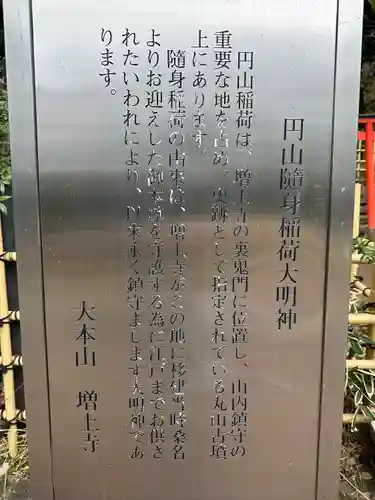 円山隨身稲荷大明神
円山稲荷は、増上寺の裏鬼門に位置し、山内鎮守の
重要な地を占め、史跡として指定されている丸山古墳
上にあります。
隨身稲荷の由来は、増上寺がこの地に移建当時桑名
よりお迎えした御本尊を守護する為に江戸までお供さ
れたいわれにより、以来永く鎮守まします大明神であ
ります。
大本山 増上寺